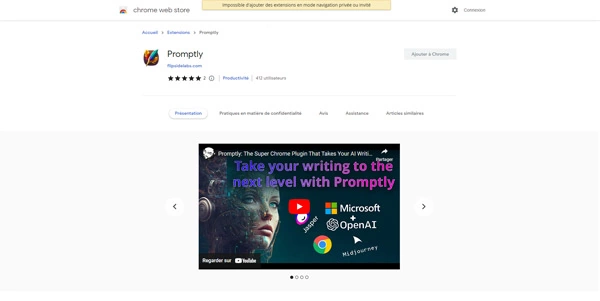 Impossible d'ajouter des extensions en mode navigation privée ou invité
chrome web store
Connexion
Accueil > Extensions > Promptly
Promptly
Ajouter à Chrome
flipsidelabs.com
★★★★★ 2 | Productivité | 412 utilisateurs
Présentation
Pratiques en matière de confidentialité
Avis
Assistance
Articles similaires
Promptly: The Super Chrome Plugin That Takes Your AI Writi...
Partager
Take your writing to the
next level with Promptly
Jasper
Microsoft
+
OpenAI
Midjourney
Regarder sur YouTube